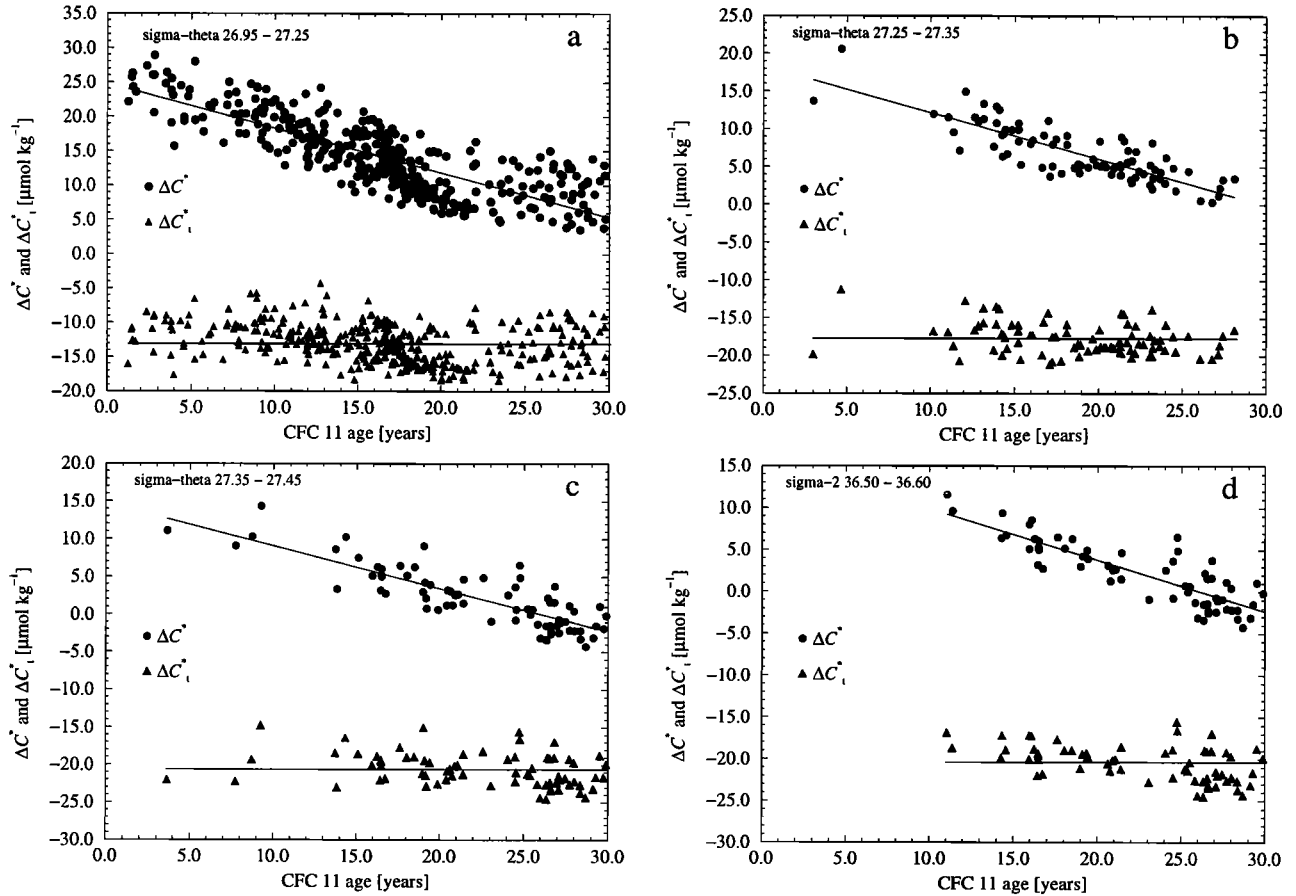 a
sigma-theta 26.95 - 27.25
35.0
30.0
25.0
20.0
15.0
10.0
5.0
0.0
-5.0
-10.0
-15.0
-20.0
ΔC* and ΔC*ₜ [μmol kg⁻¹]
ΔC*
ΔC*ₜ
0.0 5.0 10.0 15.0 20.0 25.0 30.0
CFC 11 age [years]
b
sigma-theta 27.25 - 27.35
25.0
20.0
15.0
10.0
5.0
0.0
-5.0
-10.0
-15.0
-20.0
-25.0
ΔC* and ΔC*ₜ [μmol kg⁻¹]
ΔC*
ΔC*ₜ
0.0 5.0 10.0 15.0 20.0 25.0 30.0
CFC 11 age [years]
c
sigma-theta 27.35 - 27.45
20.0
15.0
10.0
5.0
0.0
-5.0
-10.0
-15.0
-20.0
-25.0
-30.0
ΔC* and ΔC*ₜ [μmol kg⁻¹]
ΔC*
ΔC*ₜ
0.0 5.0 10.0 15.0 20.0 25.0 30.0
CFC 11 age [years]
d
sigma-2 36.50 - 36.60
15.0
10.0
5.0
0.0
-5.0
-10.0
-15.0
-20.0
-25.0
-30.0
ΔC* and ΔC*ₜ [μmol kg⁻¹]
ΔC*
ΔC*ₜ
0.0 5.0 10.0 15.0 20.0 25.0 30.0
CFC 11 age [years]